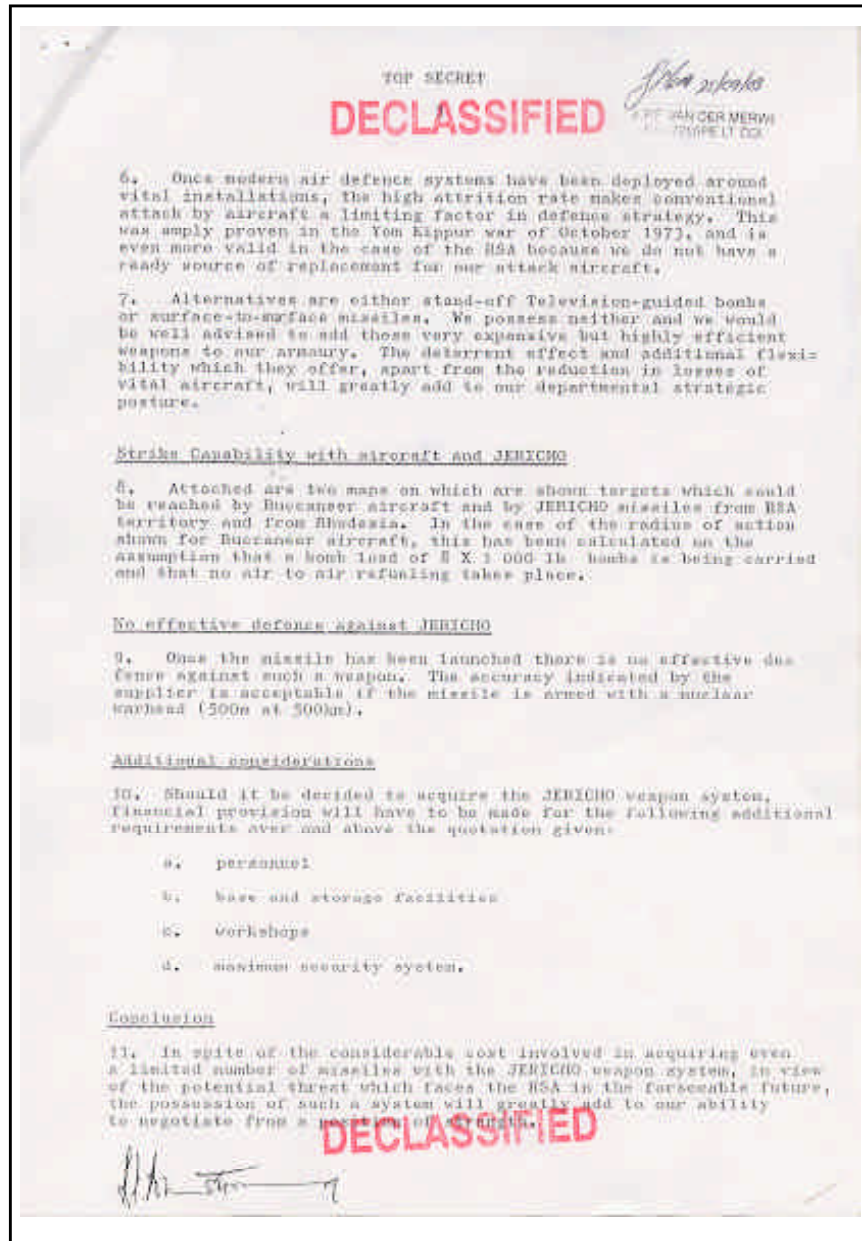 TOP SECRET
DECLASSIFIED
VAN DER MERWE
LT COL
6. Once modern air defence systems have been deployed around
vital installations, the high attrition rate makes conventional
attack by aircraft a limiting factor in defence strategy. This
was amply proven in the Yom Kippur war of October 1973, and is
even more valid in the case of the RSA because we do not have a
ready source of replacement for our attack aircraft.
7. Alternatives are either stand-off Television-guided bombs
or surface-to-surface missiles. We possess neither and we would
be well advised to add these very expensive but highly efficient
weapons to our armoury. The deterrent effect and additional flexi=
bility which they offer, apart from the reduction in losses of
vital aircraft, will greatly add to our departmental strategic
posture.
Strike Capability with aircraft and JERICHO
8. Attached are two maps on which are shown targets which could
be reached by Buccaneer aircraft and by JERICHO missiles from RSA
territory and from Rhodesia. In the case of the radius of action
shown for Buccaneer aircraft, this has been calculated on the
assumption that a bomb load of 8 X 1 000 lb bombs is being carried
and that no air to air refueling takes place.
No effective defence against JERICHO
9. Once the missile has been launched there is no effective de=
fence against such a weapon. The accuracy indicated by the
supplier is acceptable if the missile is armed with a nuclear
warhead (500m at 500km).
Additional considerations
10. Should it be decided to acquire the JERICHO weapon system,
financial provision will have to be made for the following additional
requirements over and above the quotation given:
a. personnel
b. base and storage facilities
c. workshops
d. maximum security system.
Conclusion
11. In spite of the considerable cost involved in acquiring even
a limited number of missiles with the JERICHO weapon system, in view
of the potential threat which faces the RSA in the forseeable future,
the possession of such a system will greatly add to our ability
to negotiate from a position of strength.
DECLASSIFIED